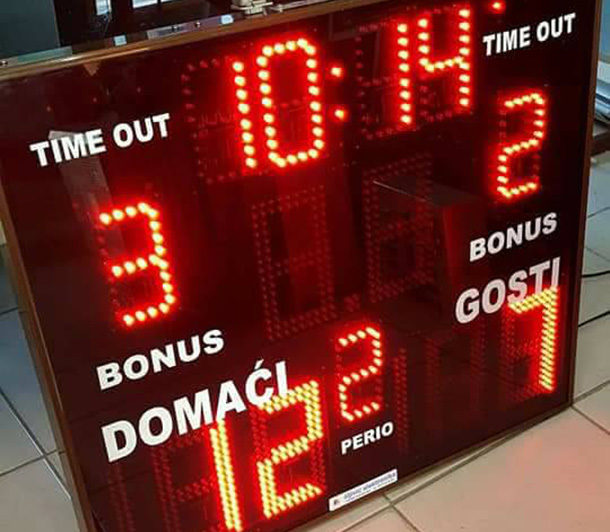 10:14
TIME OUT
TIME OUT
3
2
BONUS
BONUS
DOMAĆI
GOSTI
12
2
7
PERIO